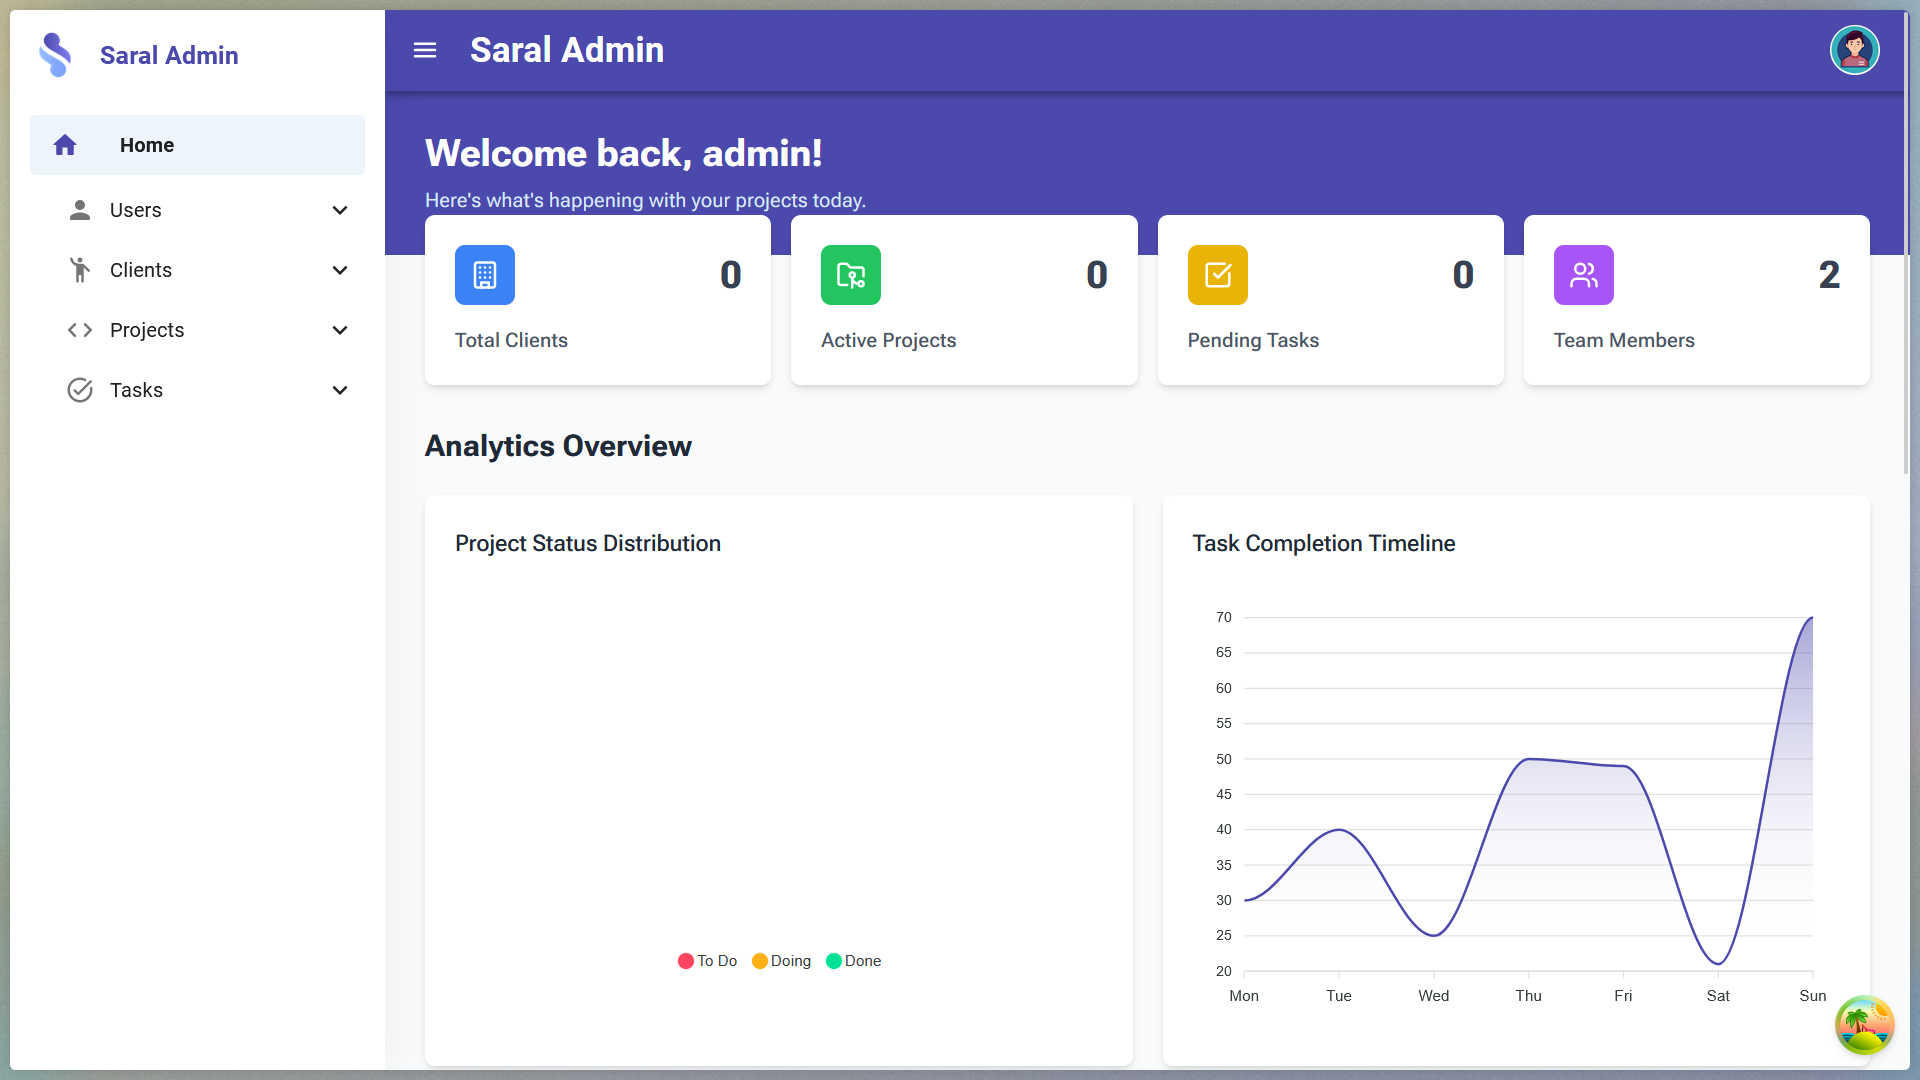 Saral Admin
Home
Users
Clients
Projects
Tasks
Saral Admin
Welcome back, admin!
Here's what's happening with your projects today.
0
Total Clients
0
Active Projects
0
Pending Tasks
2
Team Members
Analytics Overview
Project Status Distribution
To Do Doing Done
Task Completion Timeline
70
65
60
55
50
45
40
35
30
25
20
Mon Tue Wed Thu Fri Sat Sun